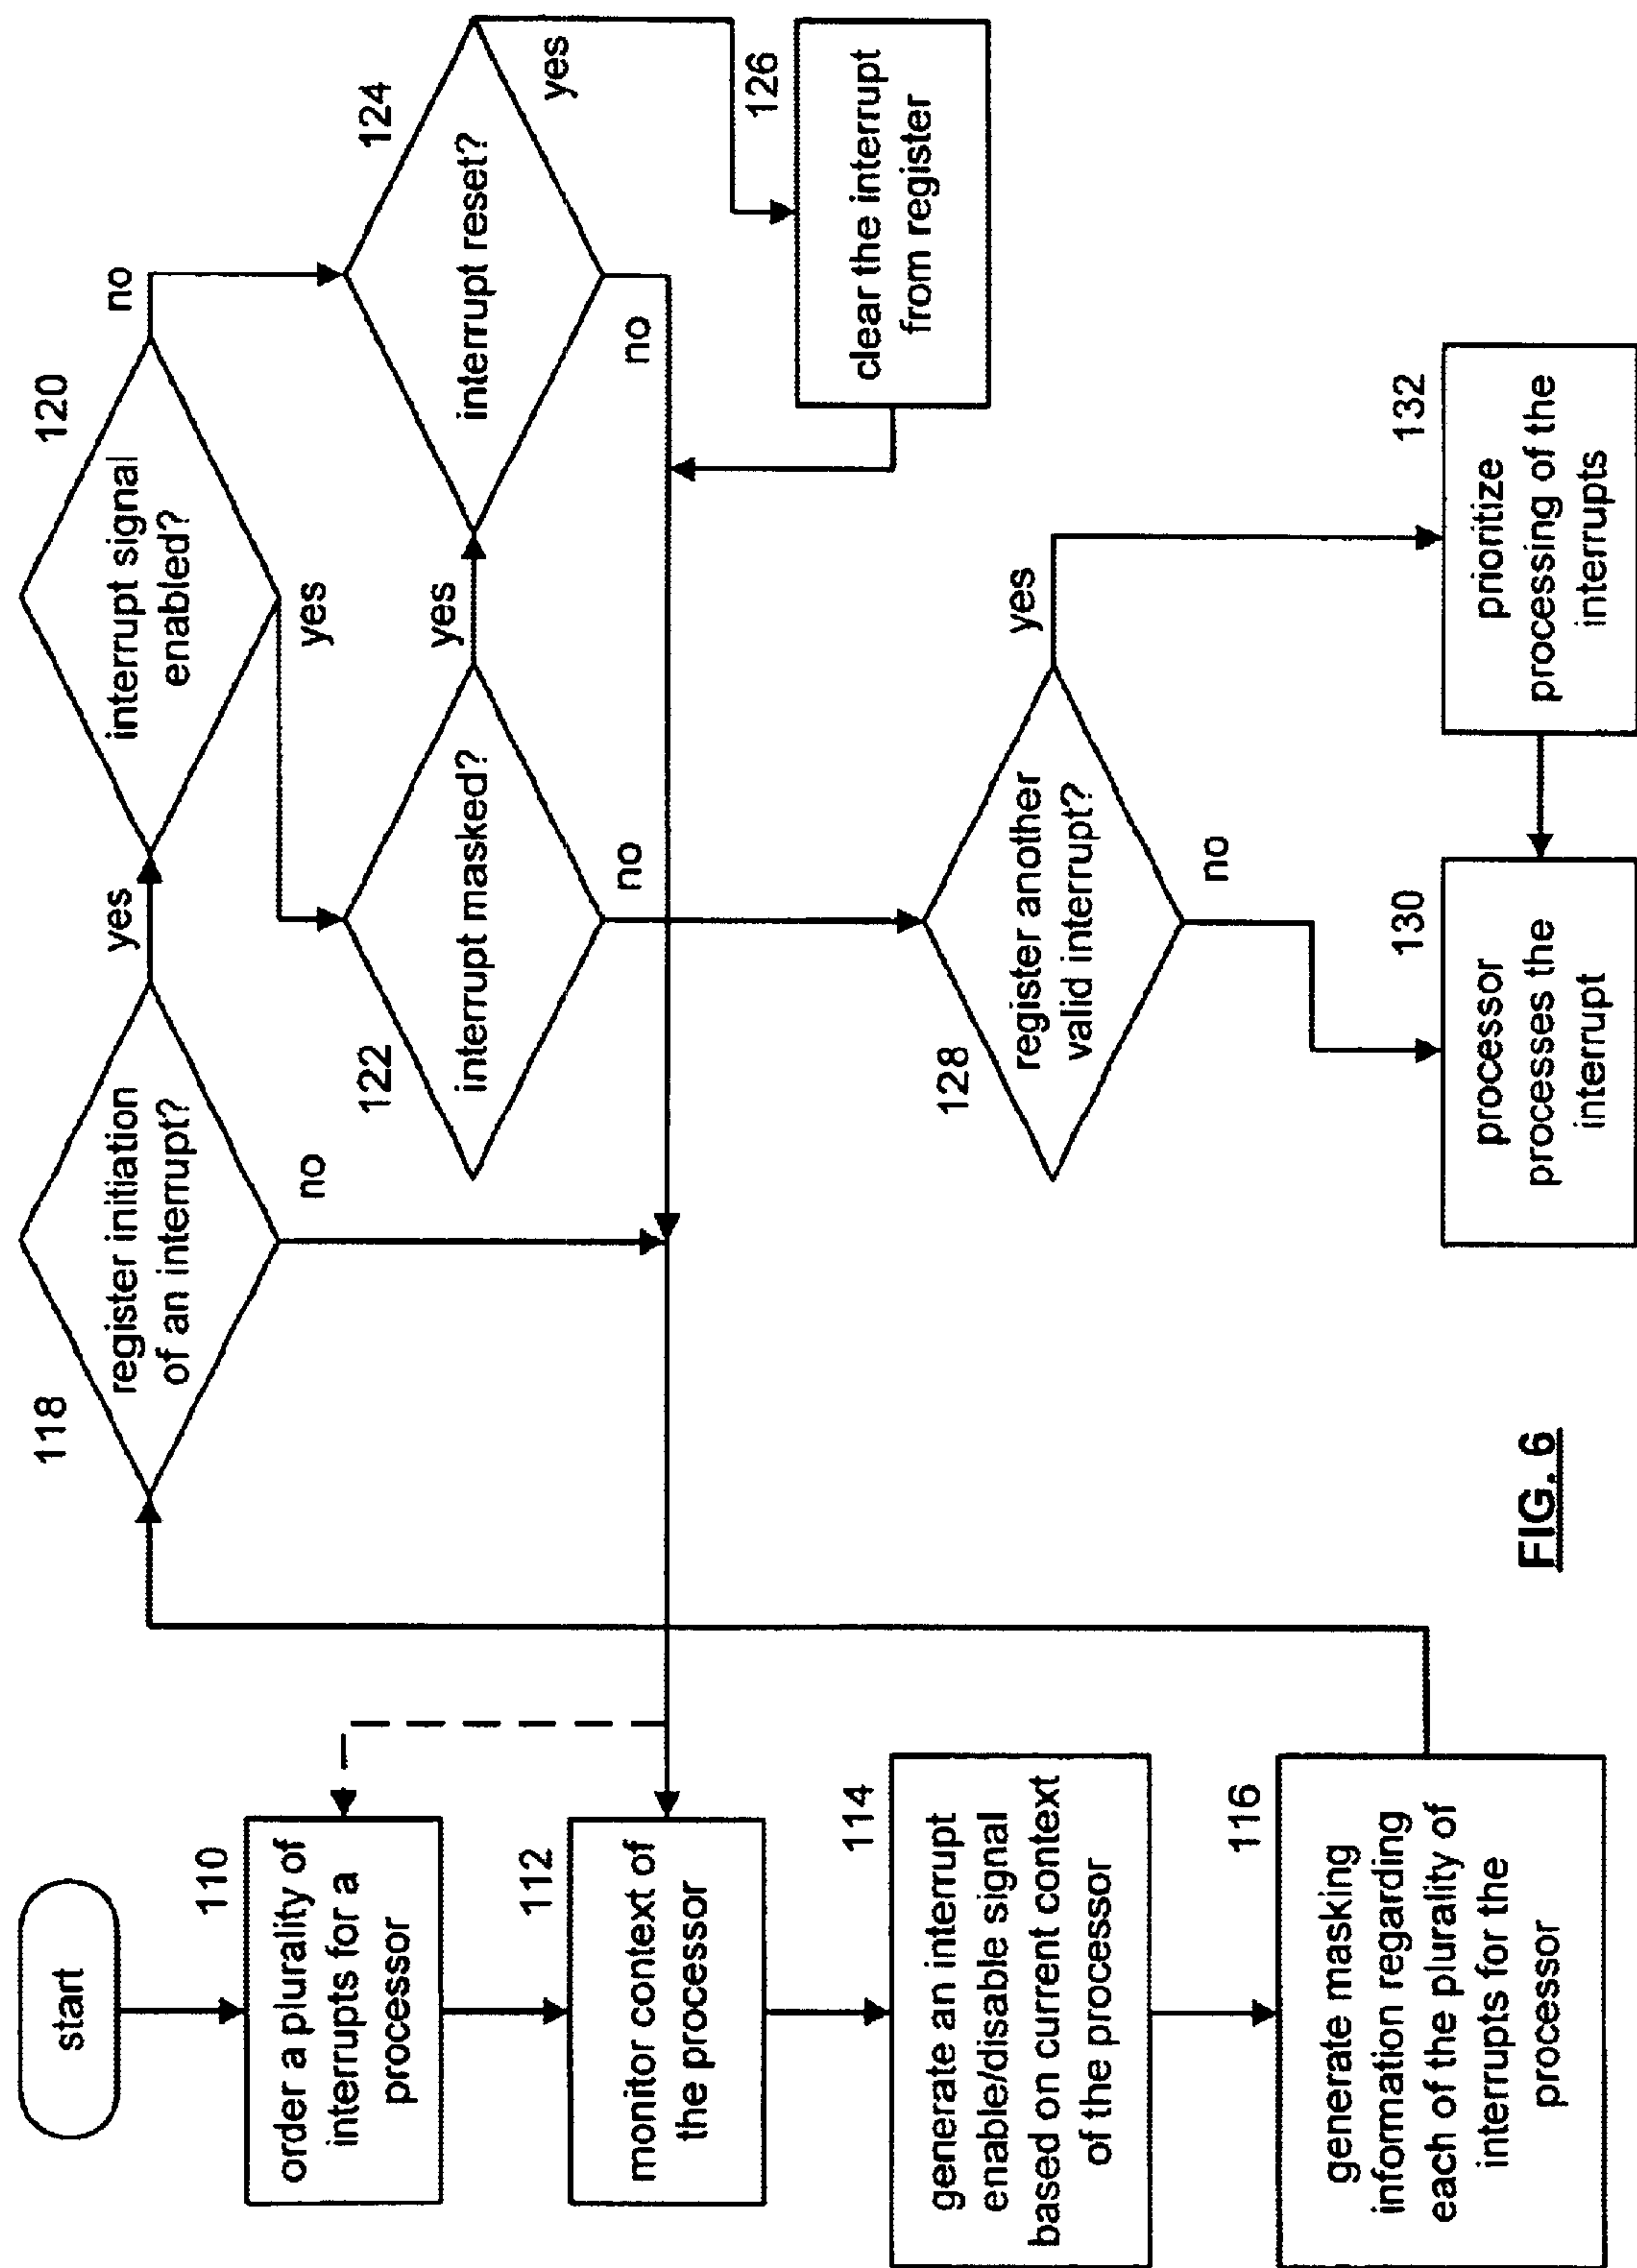 start
110
order a plurality of
interrupts for a
processor
112
monitor context of
the processor
114
generate an interrupt
enable/disable signal
based on current context
of the processor
116
generate masking
information regarding
each of the plurality of
interrupts for the
processor
118
register initiation
of an interrupt?
yes
no
120
interrupt signal
enabled?
no
yes
122
interrupt masked?
yes
no
124
interrupt reset?
yes
no
126
clear the interrupt
from register
128
register another
valid interrupt?
yes
no
130
processor
processes the
interrupt
132
prioritize
processing of the
interrupts
FIG. 6